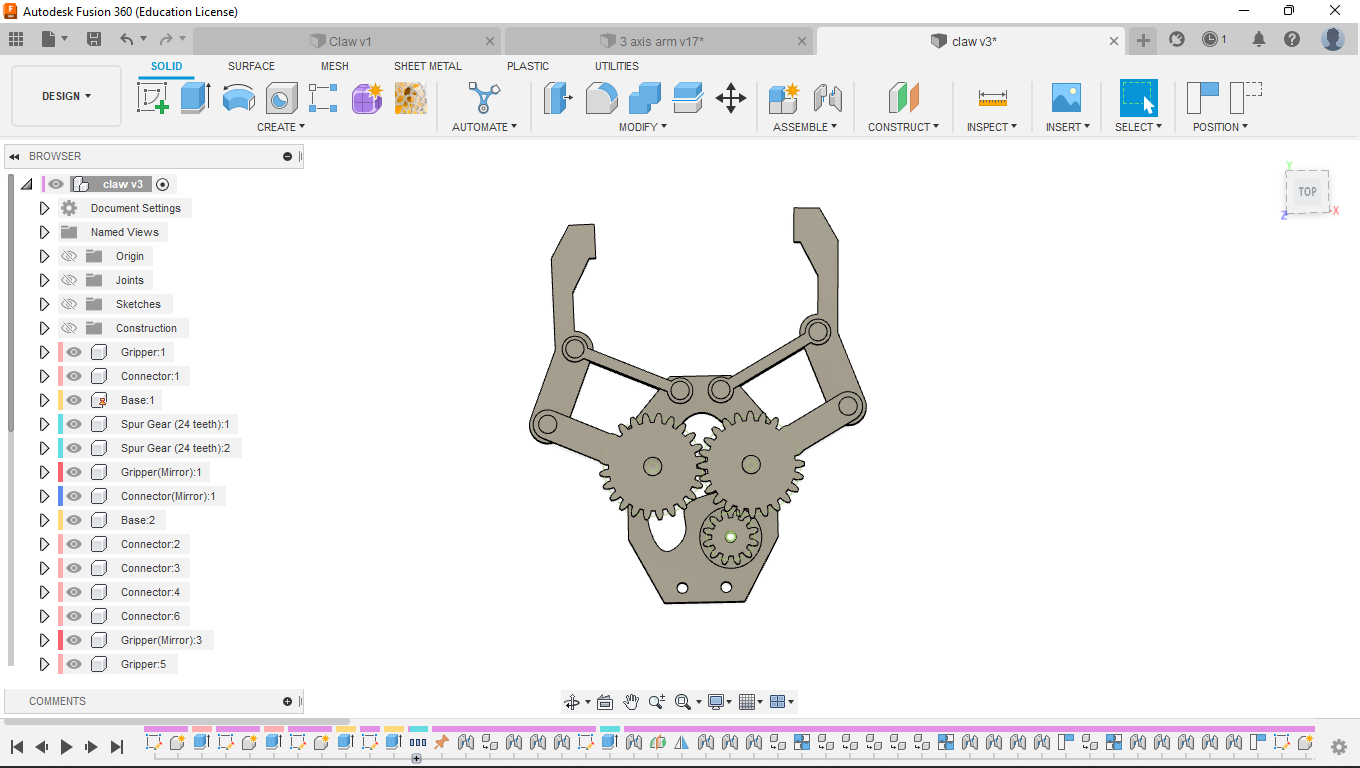 Autodesk Fusion 360 (Education License)
Claw v1
3 axis arm v17*
claw v3*
1
SOLID SURFACE MESH SHEET METAL PLASTIC UTILITIES
DESIGN
CREATE AUTOMATE MODIFY ASSEMBLE CONSTRUCT INSPECT INSERT SELECT POSITION
BROWSER
claw v3
Document Settings
Named Views
Origin
Joints
Sketches
Construction
Gripper:1
Connector:1
Base:1
Spur Gear (24 teeth):1
Spur Gear (24 teeth):2
Gripper(Mirror):1
Connector(Mirror):1
Base:2
Connector:2
Connector:3
Connector:4
Connector:6
Gripper(Mirror):3
Gripper:5
Y
TOP
Z
X
COMMENTS